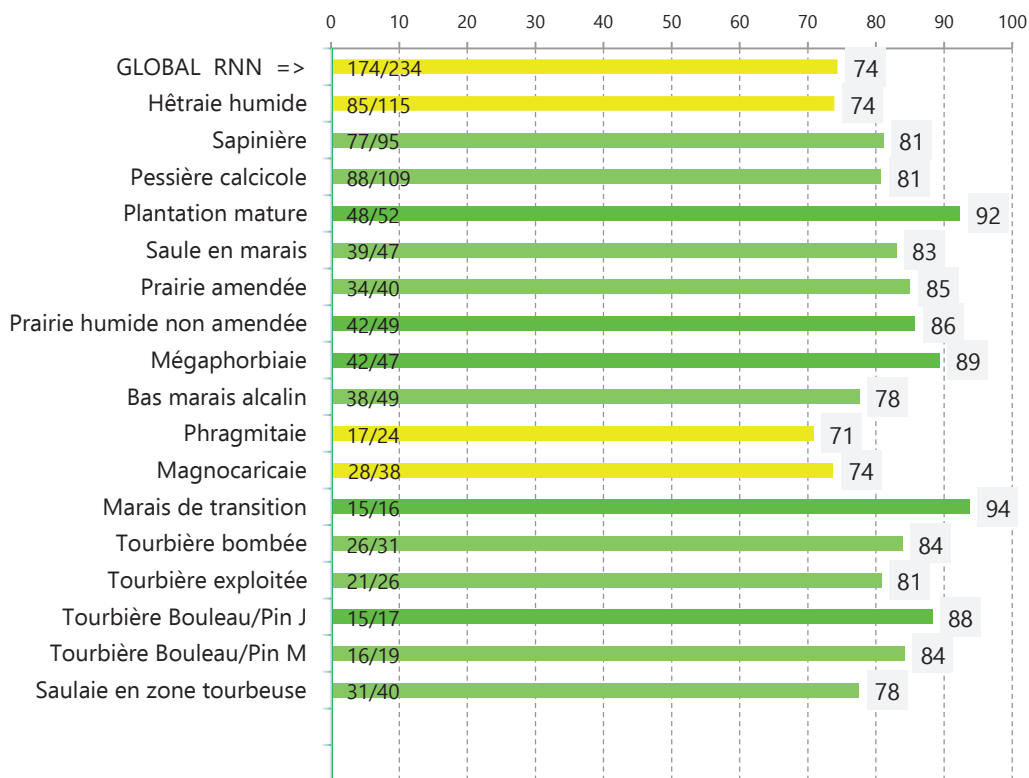 0 10 20 30 40 50 60 70 80 90 100
GLOBAL RNN => 174/234 74
Hêtraie humide 85/115 74
Sapinière 77/95 81
Pessière calcicole 88/109 81
Plantation mature 48/52 92
Saule en marais 39/47 83
Prairie amendée 34/40 85
Prairie humide non amendée 42/49 86
Mégaphorbiaie 42/47 89
Bas marais alcalin 38/49 78
Phragmitaie 17/24 71
Magnocaricaie 28/38 74
Marais de transition 15/16 94
Tourbière bombée 26/31 84
Tourbière exploitée 21/26 81
Tourbière Bouleau/Pin J 15/17 88
Tourbière Bouleau/Pin M 16/19 84
Saulaie en zone tourbeuse 31/40 78